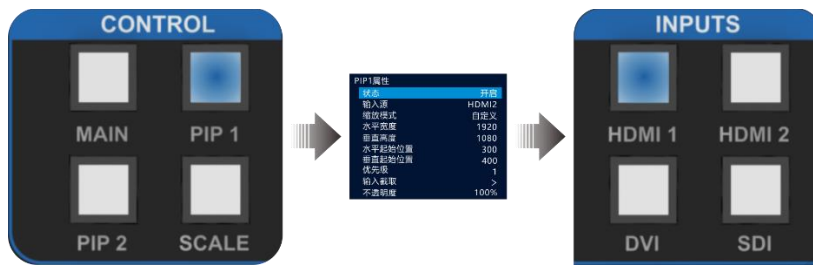 CONTROL
MAIN PIP 1
PIP 2 SCALE
PIP1属性
状态 开启
输入源 HDMI2
缩放模式 自定义
水平宽度 1920
垂直高度 1080
水平起始位置 300
垂直起始位置 400
优先级 1
输入截取 >
不透明度 100%
INPUTS
HDMI 1 HDMI 2
DVI SDI